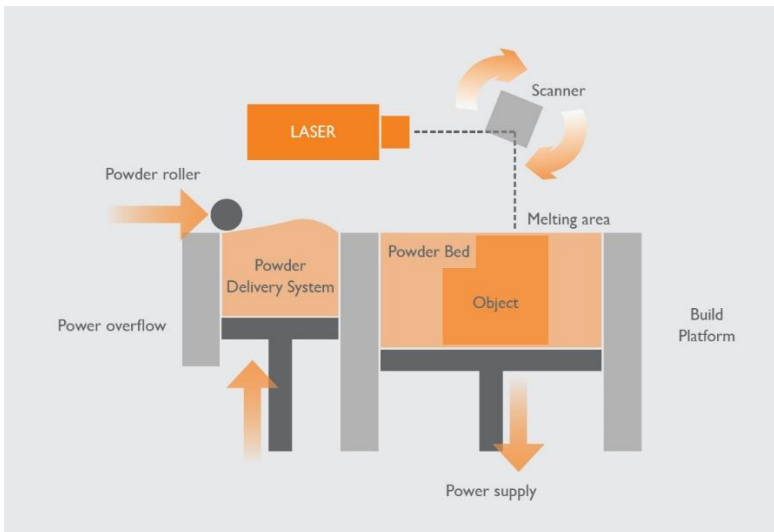 Scanner
LASER
Powder roller
Melting area
Powder Bed
Powder
Delivery System
Object
Power overflow
Build
Platform
Power supply